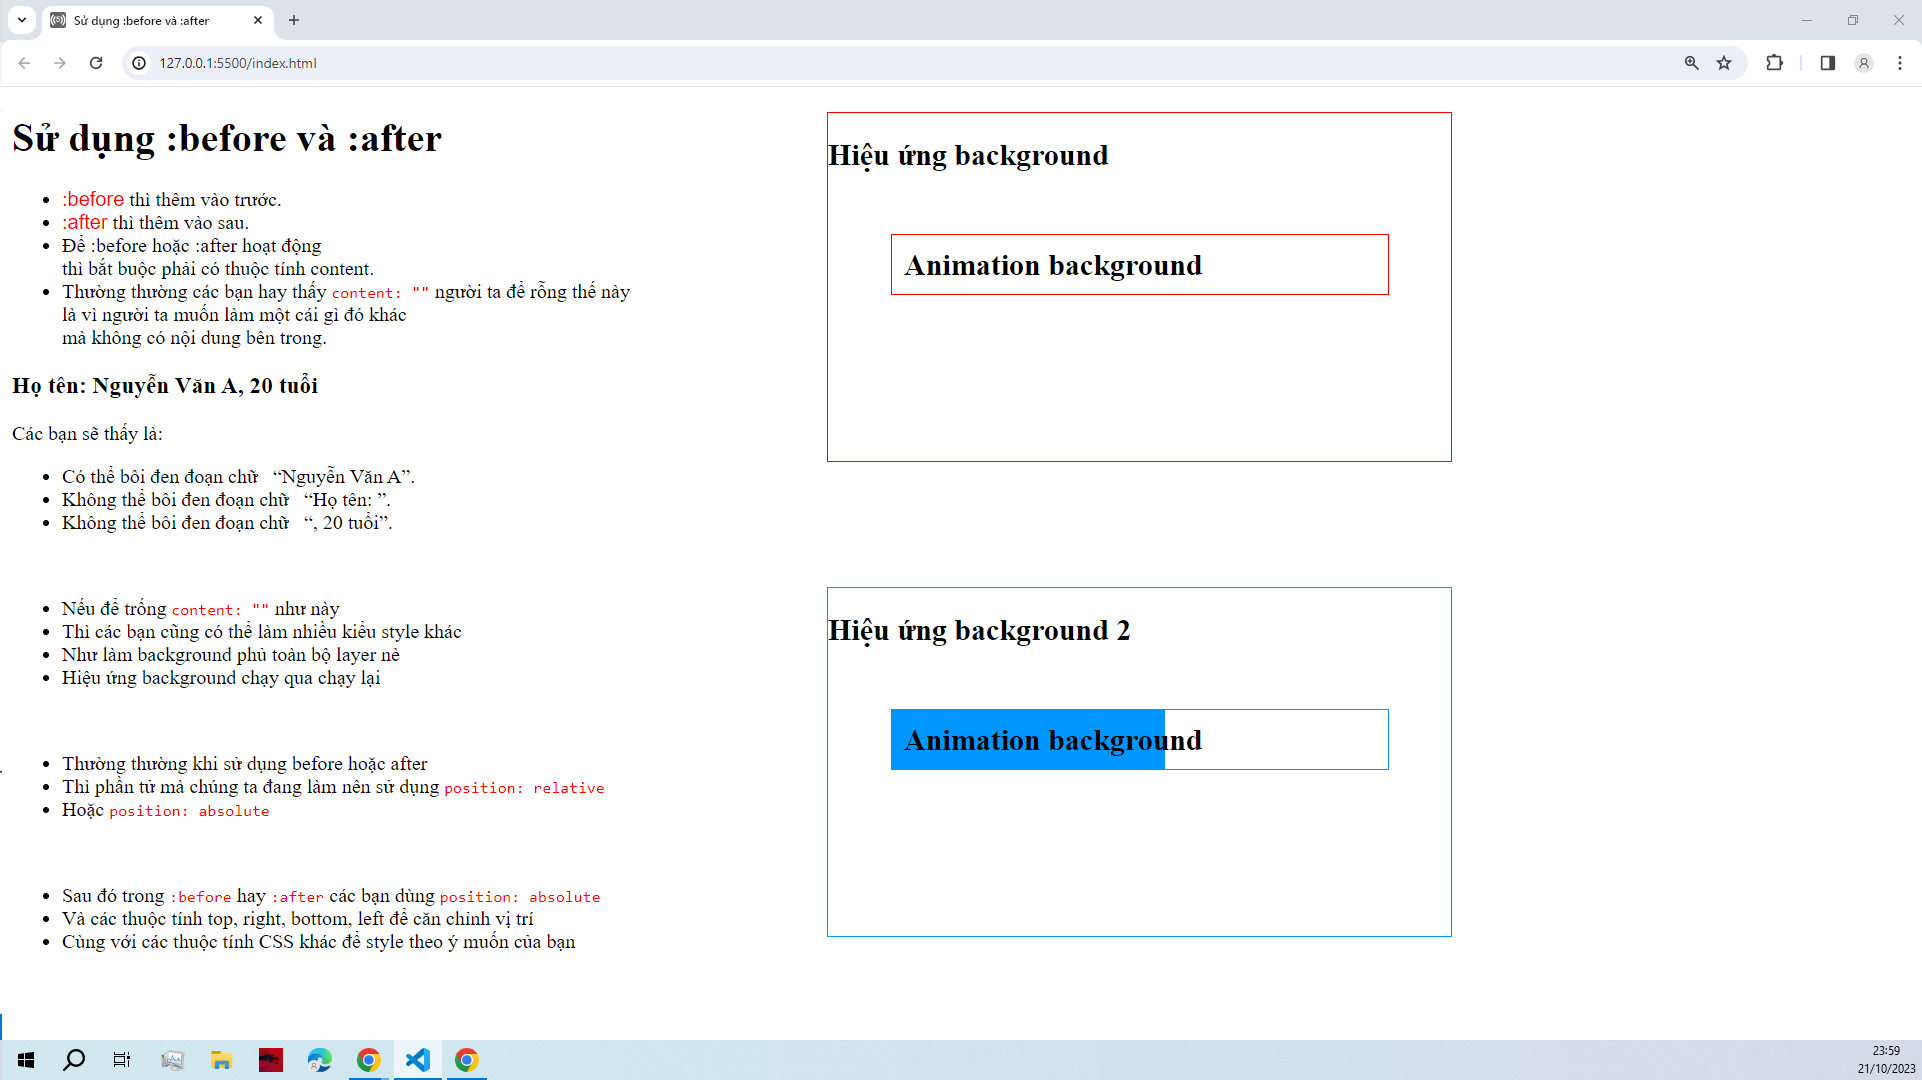 Sử dụng :before và :after
127.0.0.1:5500/index.html
Sử dụng :before và :after
:before thì thêm vào trước.
:after thì thêm vào sau.
Để :before hoặc :after hoạt động
thì bắt buộc phải có thuộc tính content.
Thường thường các bạn hay thấy content: "" người ta để rỗng thế này
là vì người ta muốn làm một cái gì đó khác
mà không có nội dung bên trong.
Họ tên: Nguyễn Văn A, 20 tuổi
Các bạn sẽ thấy là:
Có thể bôi đen đoạn chữ “Nguyễn Văn A”.
Không thể bôi đen đoạn chữ “Họ tên: ”.
Không thể bôi đen đoạn chữ “, 20 tuổi”.
Nếu để trống content: "" như này
Thì các bạn cũng có thể làm nhiều kiểu style khác
Như làm background phủ toàn bộ layer nè
Hiệu ứng background chạy qua chạy lại
Thường thường khi sử dụng before hoặc after
Thì phần tử mà chúng ta đang làm nên sử dụng position: relative
Hoặc position: absolute
Sau đó trong :before hay :after các bạn dùng position: absolute
Và các thuộc tính top, right, bottom, left để căn chỉnh vị trí
Cùng với các thuộc tính CSS khác để style theo ý muốn của bạn
Hiệu ứng background
Animation background
Hiệu ứng background 2
Animation background
23:59
21/10/2023